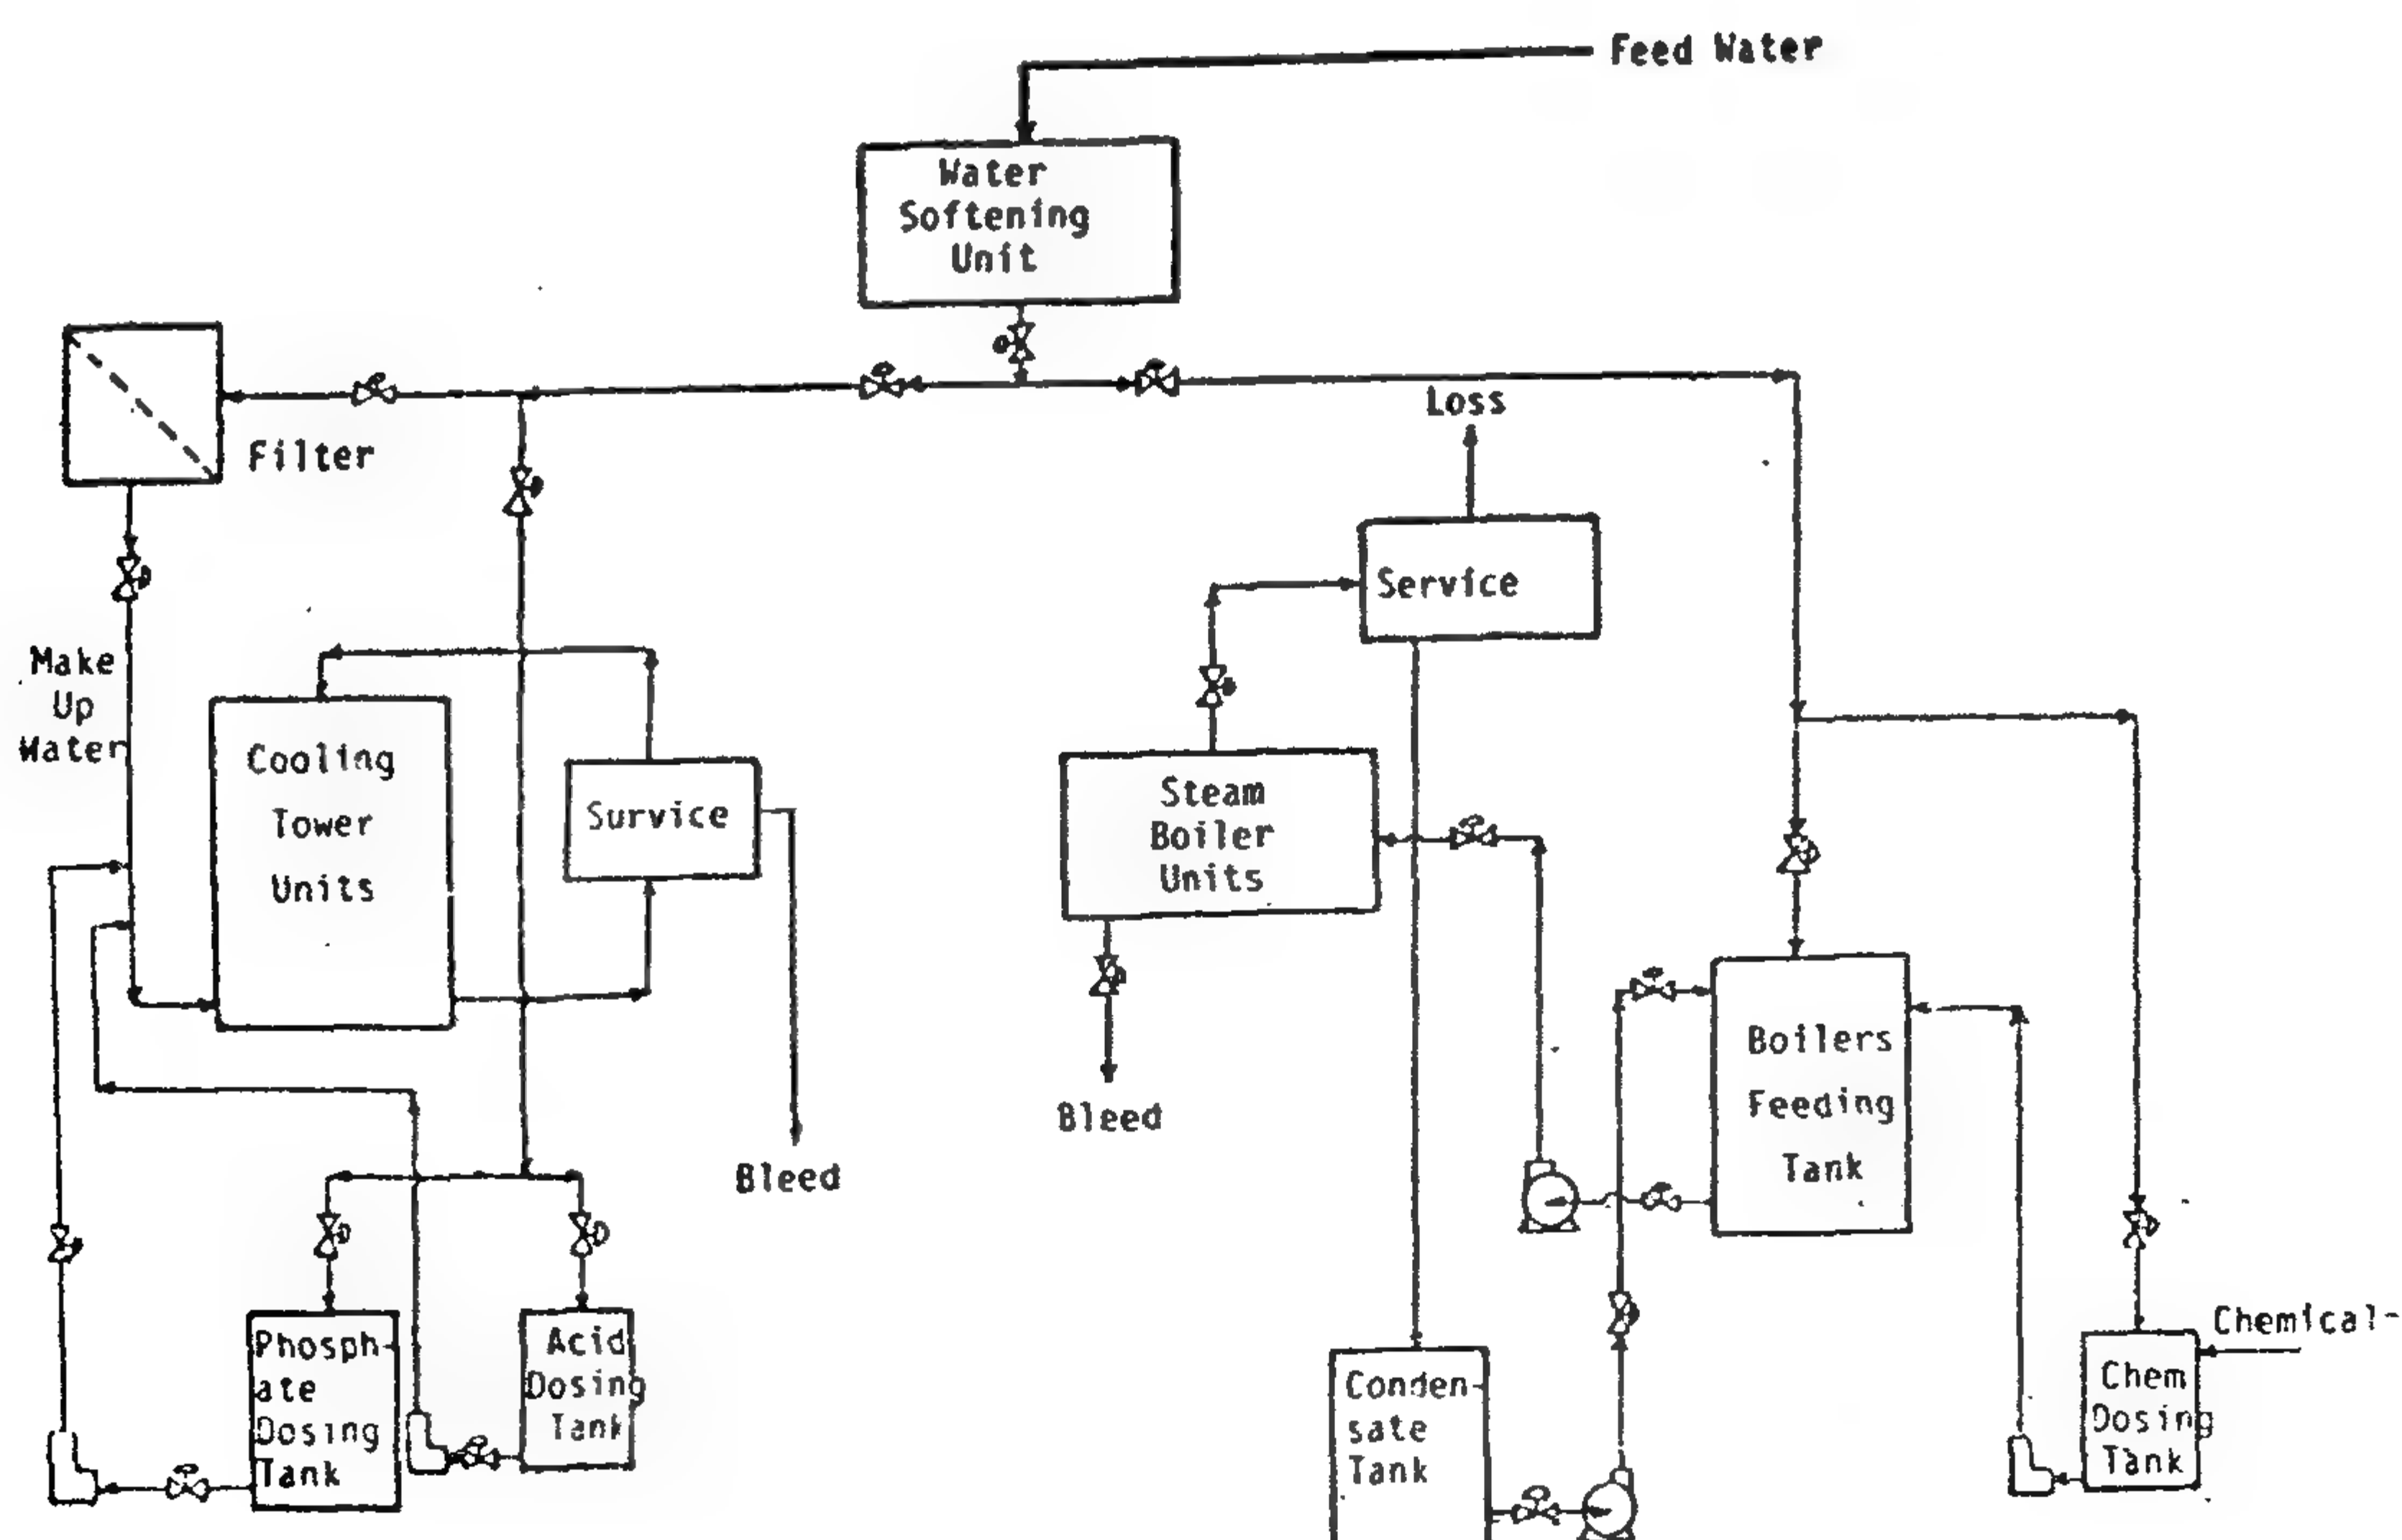 Feed Water
Water
Softening
Unit
Filter
Loss
Service
Make
Up
Water
Cooling
Tower
Units
Survice
Steam
Boiler
Units
Bleed
Bleed
Boilers
Feeding
Tank
Phosph-
ate
Dosing
Tank
Acid
Dosing
Tank
Conden-
sate
Tank
Chemical-
Chem
Dosing
Tank